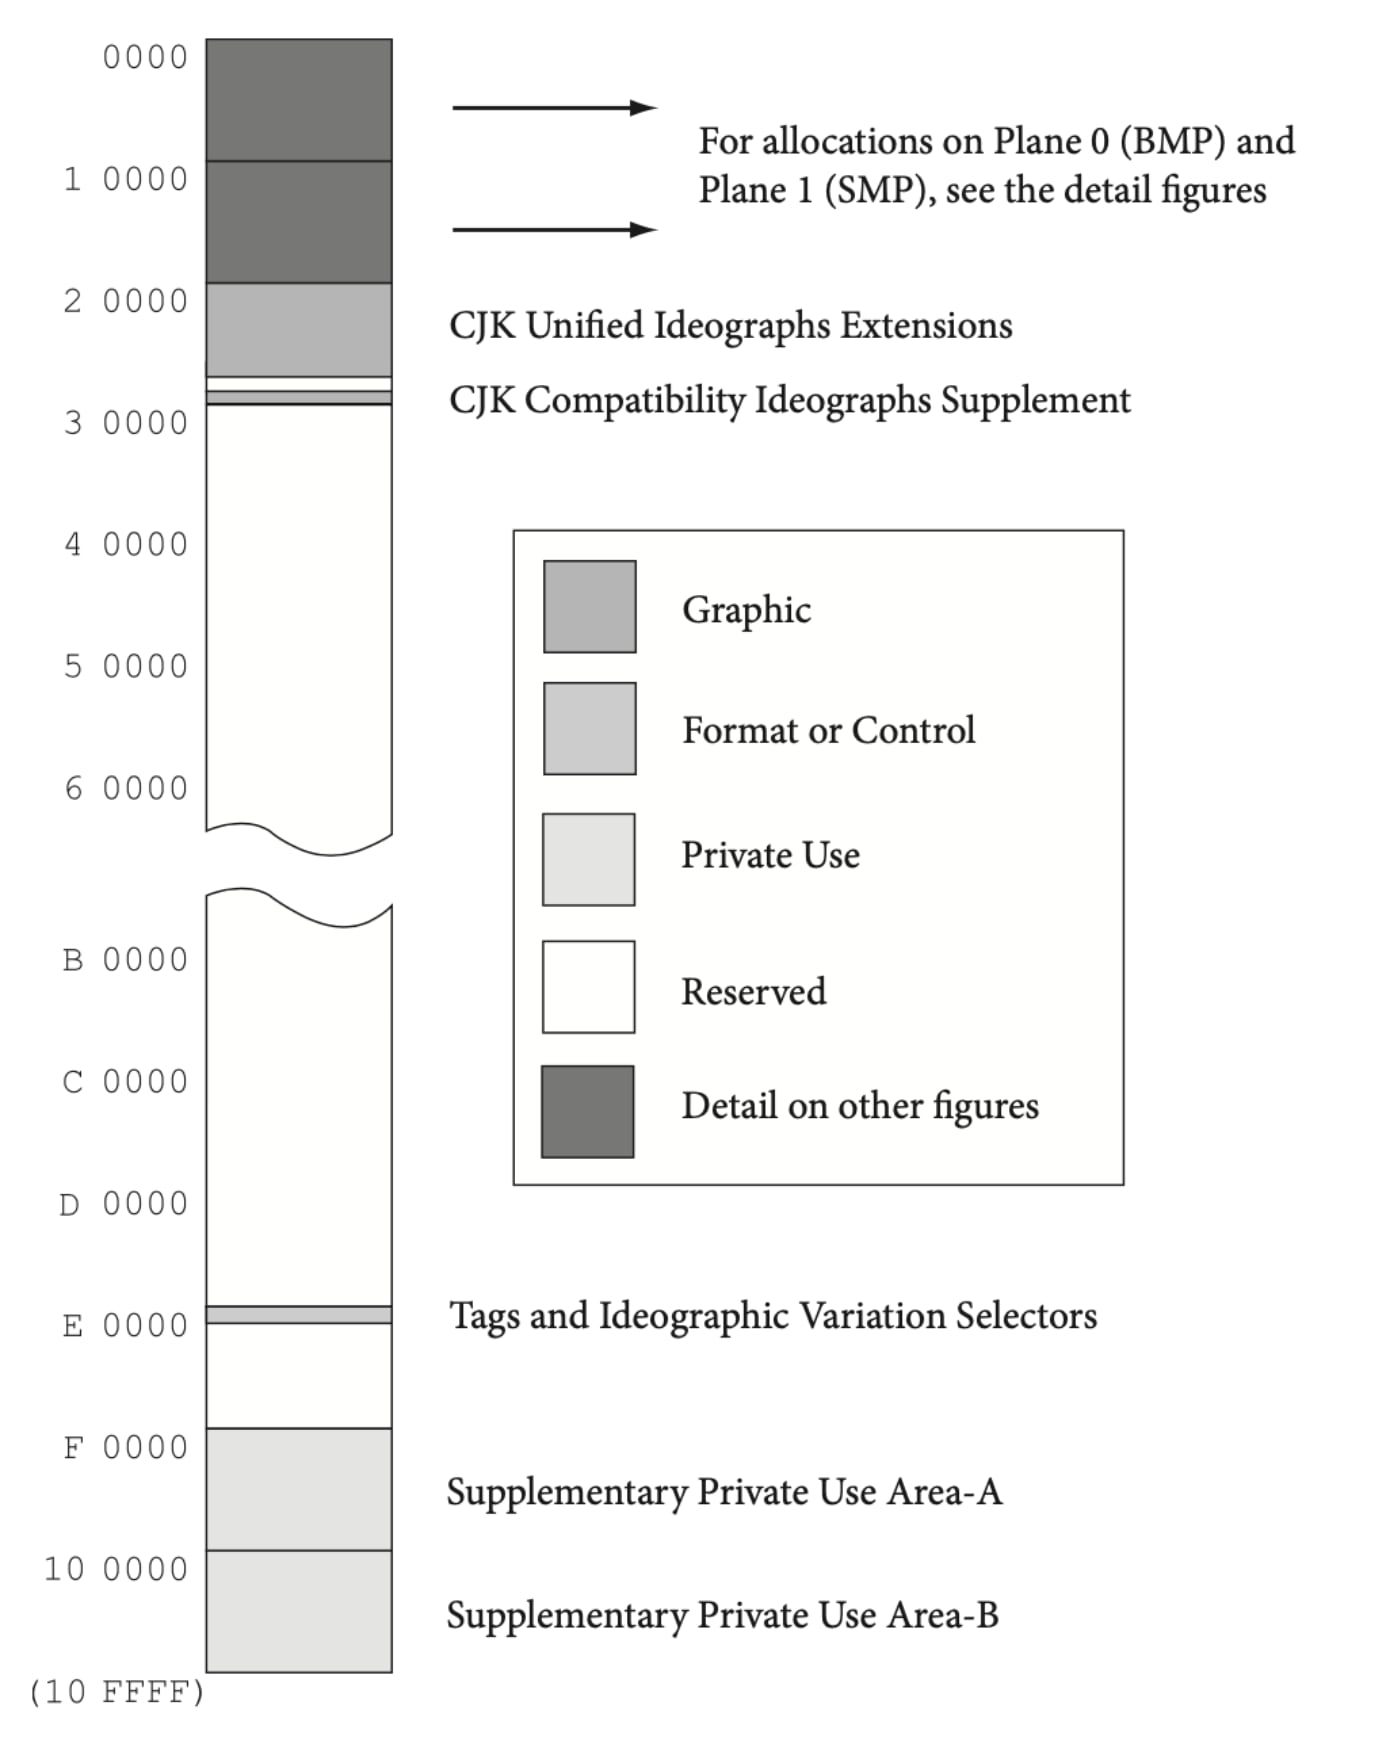 0000
For allocations on Plane 0 (BMP) and
Plane 1 (SMP), see the detail figures
1 0000
2 0000
CJK Unified Ideographs Extensions
CJK Compatibility Ideographs Supplement
3 0000
4 0000
5 0000
6 0000
Graphic
Format or Control
Private Use
Reserved
Detail on other figures
B 0000
C 0000
D 0000
E 0000
Tags and Ideographic Variation Selectors
F 0000
Supplementary Private Use Area-A
10 0000
Supplementary Private Use Area-B
(10 FFFF)